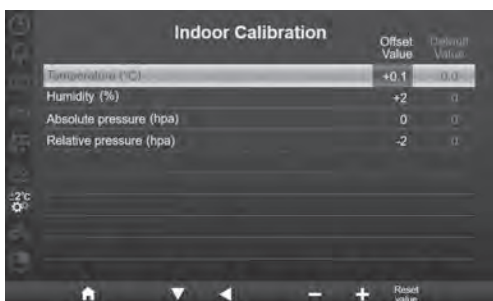 Indoor Calibration
Offset Value
Default Value
Temperature (°C) +0.1 0.0
Humidity (%) +2 0
Absolute pressure (hpa) 0 0
Relative pressure (hpa) -2 0
±2°c
Reset value